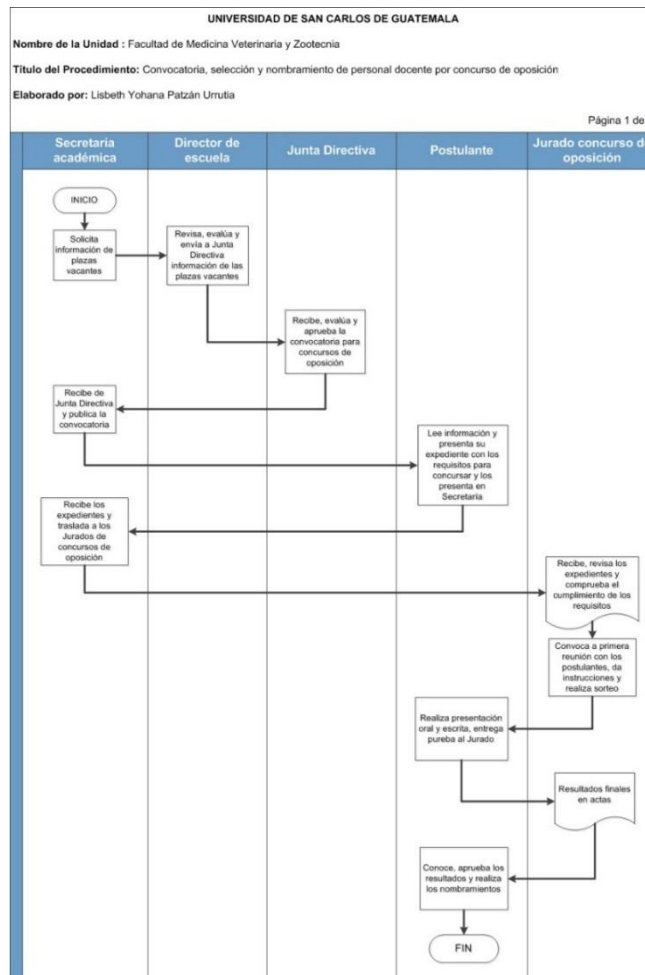 UNIVERSIDAD DE SAN CARLOS DE GUATEMALA
Nombre de la Unidad : Facultad de Medicina Veterinaria y Zootecnia
Título del Procedimiento: Convocatoria, selección y nombramiento de personal docente por concurso de oposición
Elaborado por: Lisbeth Yohana Patzán Urrutia
Página 1 de
Secretaria
académica
Director de
escuela
Junta Directiva
Postulante
Jurado concurso de
oposición
INICIO
Solicita
información de
plazas
vacantes
Revisa, evalúa y
envía a Junta
Directiva
información de las
plazas vacantes
Recibe, evalúa y
aprueba la
convocatoria para
concursos de
oposición
Recibe de
Junta Directiva
y publica la
convocatoria
Lee información y
presenta su
expediente con los
requisitos para
concursar y los
presenta en
Secretaría
Recibe los
expedientes y
traslada a los
Jurados de
concursos de
oposición
Recibe, revisa los
expedientes y
comprueba el
cumplimiento de los
requisitos
Convoca a primera
reunión con los
postulantes, da
instrucciones y
realiza sorteo
Realiza presentación
oral y escrita, entrega
pureba al Jurado
Resultados finales
en actas
Conoce, aprueba los
resultados y realiza
los nombramientos
FIN